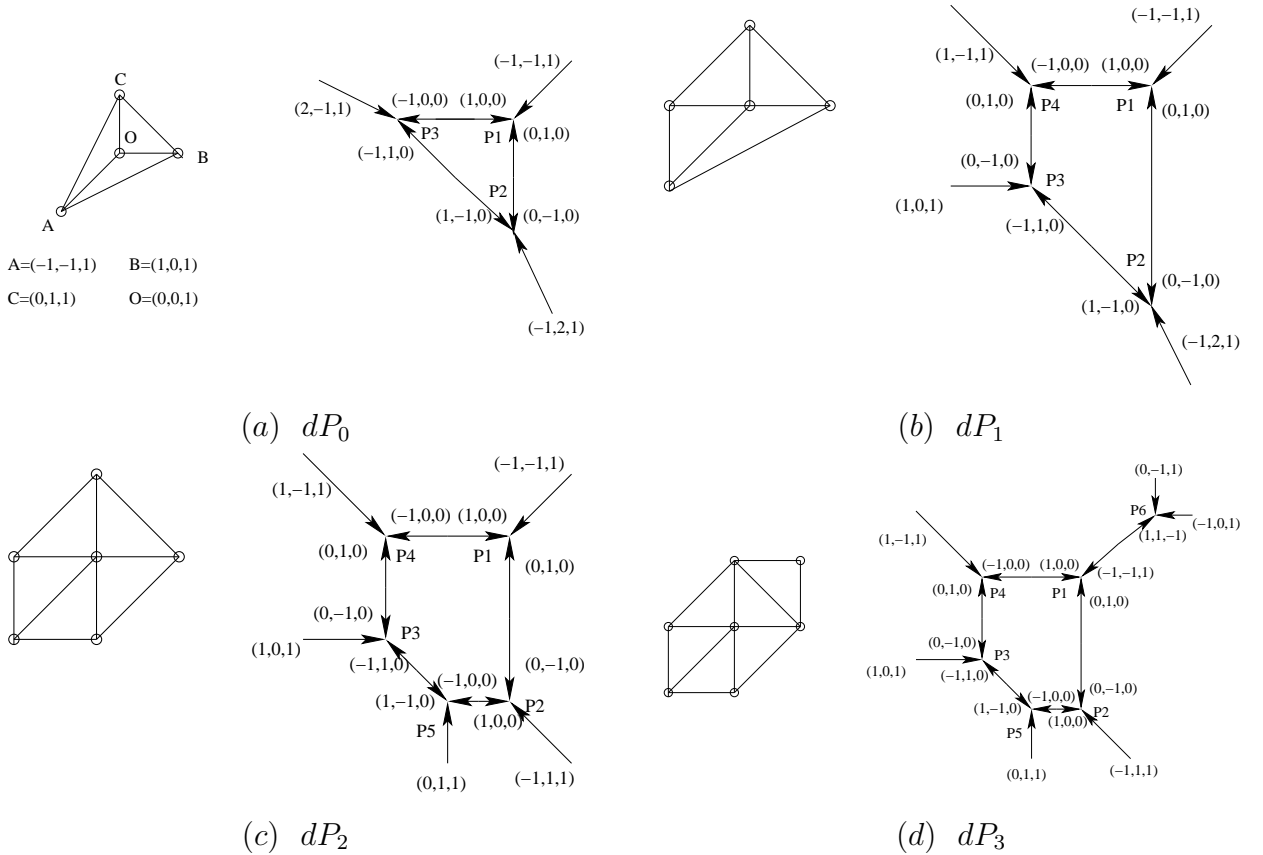 C
O
B
A
A=(−1,−1,1) B=(1,0,1)
C=(0,1,1) O=(0,0,1)
(−1,−1,1)
(2,−1,1)
(−1,0,0) (1,0,0)
P3 P1 (0,1,0)
(−1,1,0)
P2
(1,−1,0) (0,−1,0)
(−1,2,1)
(a) dP0
(−1,−1,1)
(1,−1,1)
(−1,0,0) (1,0,0)
(0,1,0) P4 P1 (0,1,0)
(0,−1,0)
P3
(1,0,1)
(−1,1,0)
P2
(0,−1,0)
(1,−1,0)
(−1,2,1)
(b) dP1
(−1,−1,1)
(1,−1,1)
(−1,0,0) (1,0,0)
(0,1,0) P4 P1 (0,1,0)
(0,−1,0)
P3
(1,0,1)
(−1,1,0) (0,−1,0)
(−1,0,0)
(1,−1,0) P2
P5 (1,0,0)
(0,1,1) (−1,1,1)
(c) dP2
(0,−1,1)
P6
(−1,0,1)
(1,1,−1)
(1,−1,1)
(−1,0,0) (1,0,0) (−1,−1,1)
(0,1,0) P4 P1 (0,1,0)
(0,−1,0)
P3
(1,0,1)
(−1,1,0)
(−1,0,0) (0,−1,0)
(1,−1,0) P2
P5 (1,0,0)
(0,1,1) (−1,1,1)
(d) dP3